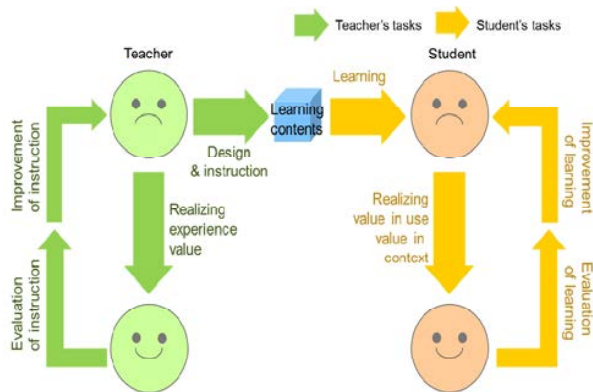 Teacher's tasks
Student's tasks
Teacher
Student
Learning
Learning
contents
Design
& instruction
Improvement
of instruction
Improvement
of learning
Realizing
experience
value
Realizing
value in use
value in
context
Evaluation
of instruction
Evaluation
of learning